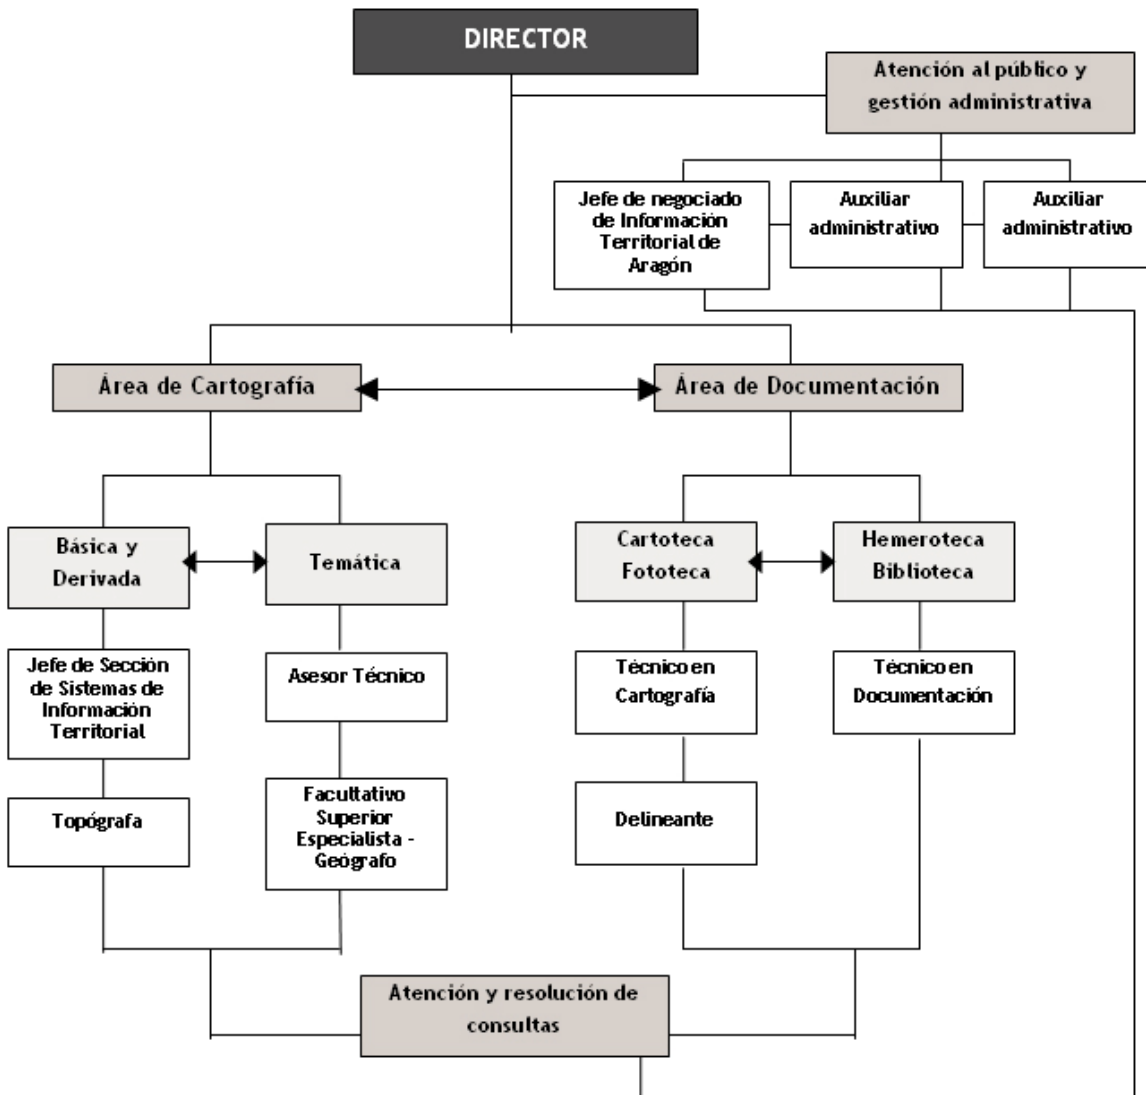 DIRECTOR
Atención al público y
gestión administrativa
Jefe de negociado
de Información
Territorial de
Aragón
Auxiliar
administrativo
Auxiliar
administrativo
Área de Cartografía
Área de Documentación
Básica y
Derivada
Temática
Cartoteca
Fototeca
Hemeroteca
Biblioteca
Jefe de Sección
de Sistemas de
Información
Territorial
Asesor Técnico
Técnico en
Cartografía
Técnico en
Documentación
Topógrafa
Facultativo
Superior
Especialista -
Geógrafo
Delineante
Atención y resolución de
consultas